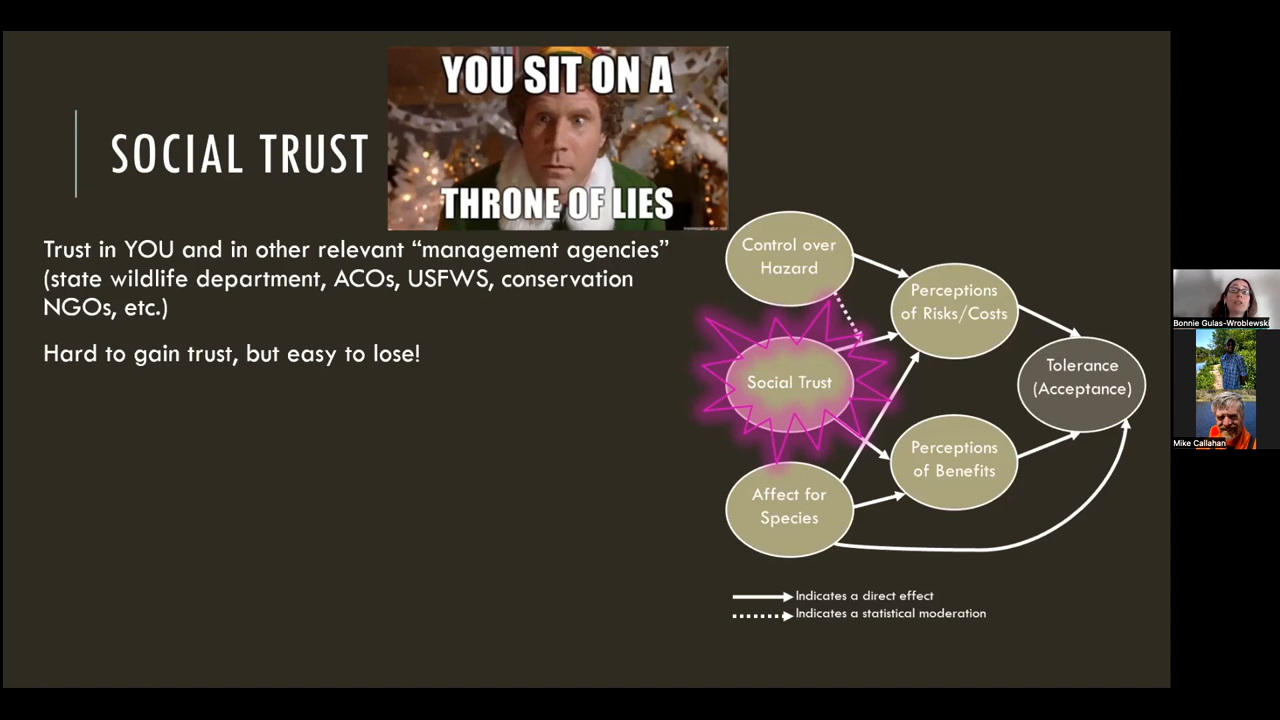 YOU SIT ON A
THRONE OF LIES
SOCIAL TRUST
Trust in YOU and in other relevant “management agencies”
(state wildlife department, ACOs, USFWS, conservation
NGOs, etc.)
Hard to gain trust, but easy to lose!
Control over
Hazard
Perceptions
of Risks/Costs
Social Trust
Tolerance
(Acceptance)
Perceptions
of Benefits
Affect for
Species
Indicates a direct effect
Indicates a statistical moderation
Bonnie Gulas-Wroblewski
Mike Callahan